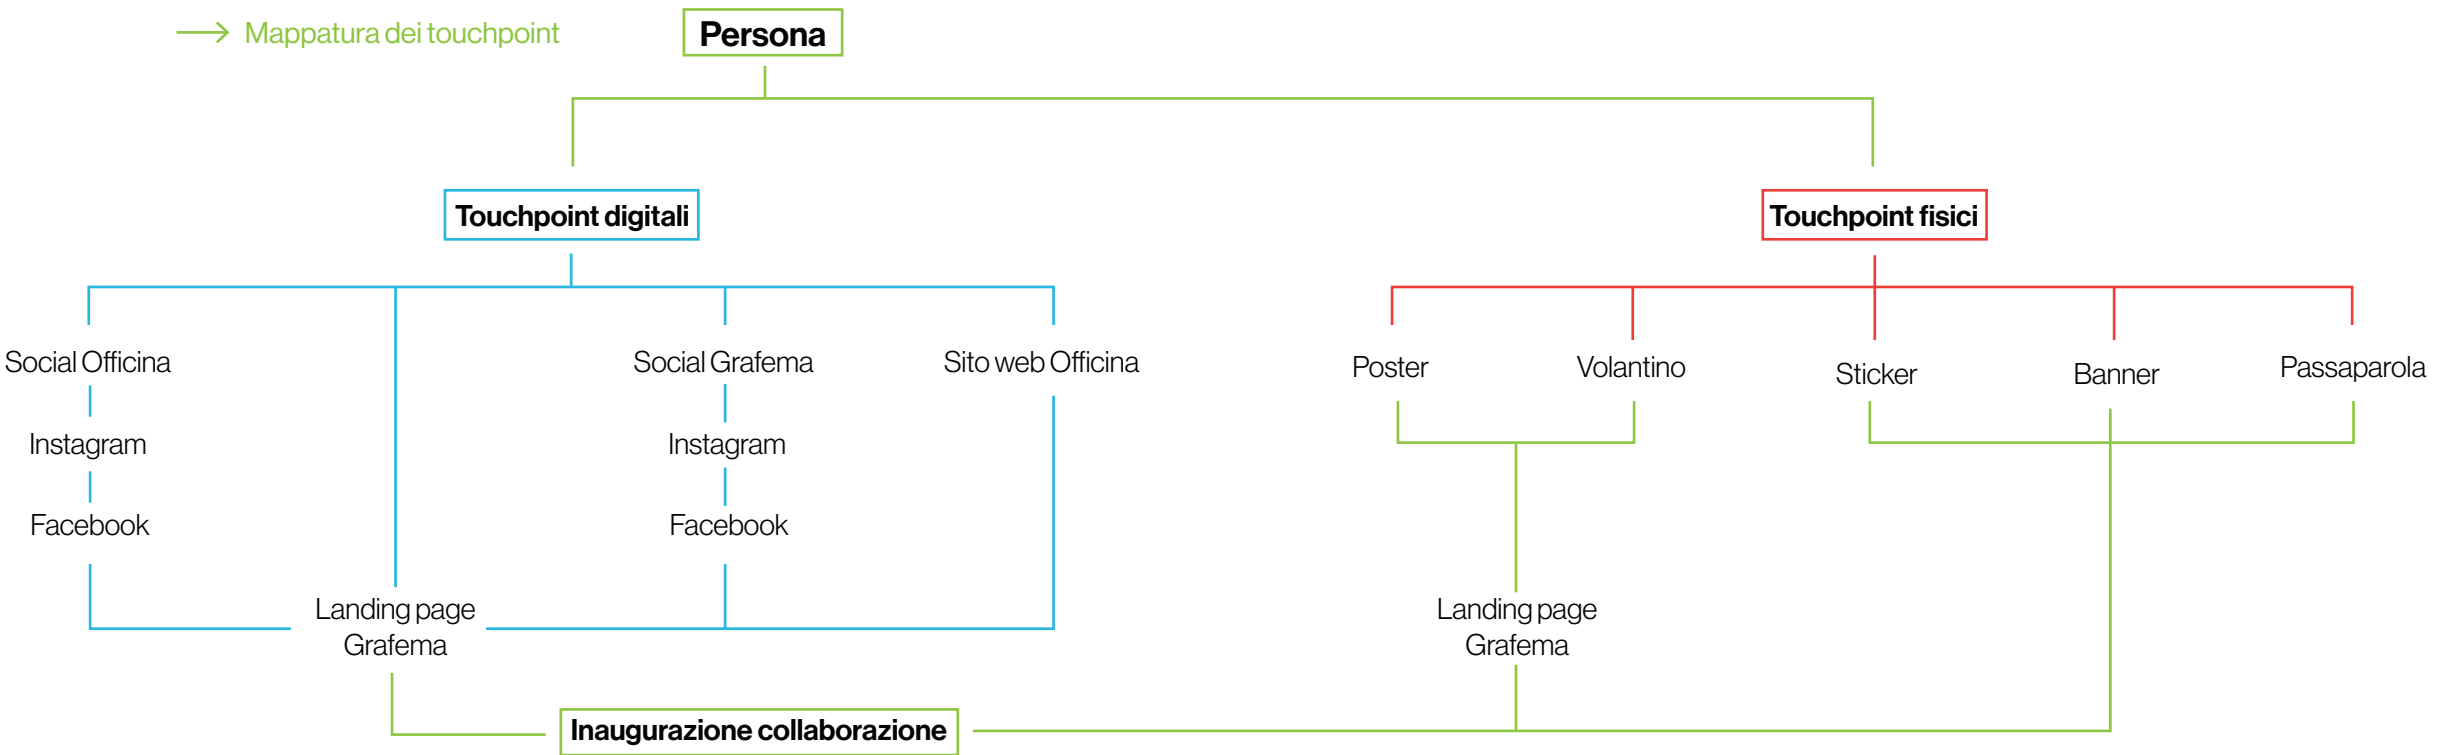 Mappatura dei touchpoint
Persona
Touchpoint digitali
Touchpoint fisici
Social Officina
Social Grafema
Sito web Officina
Poster
Volantino
Sticker
Banner
Passaparola
Instagram
Instagram
Facebook
Facebook
Landing page
Grafema
Landing page
Grafema
Inaugurazione collaborazione